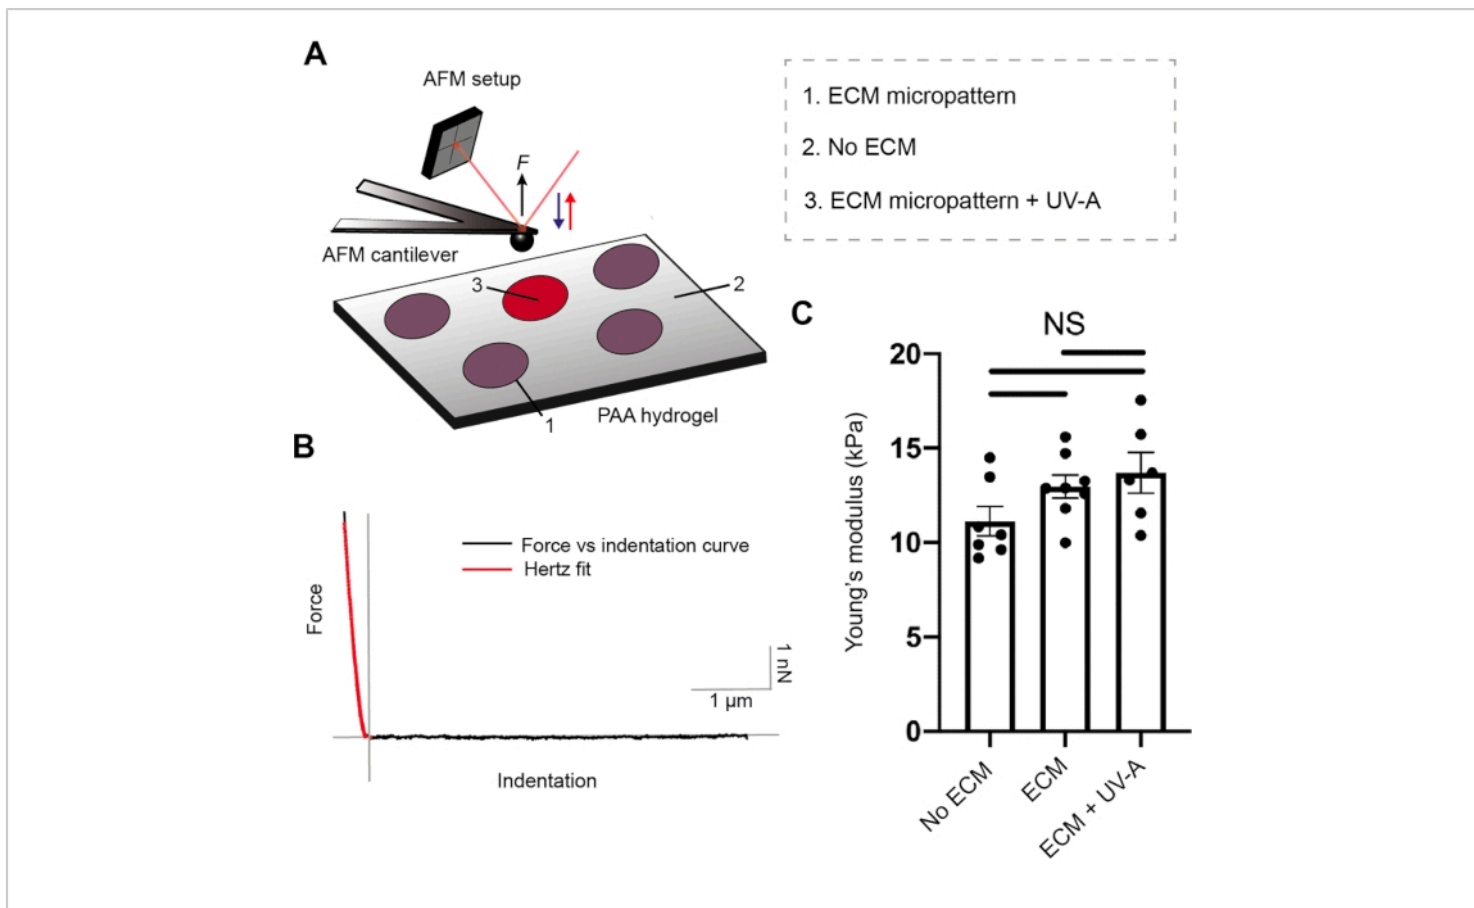 A
AFM setup
F
AFM cantilever
3
2
1
PAA hydrogel
1. ECM micropattern
2. No ECM
3. ECM micropattern + UV-A
B
Force vs indentation curve
Hertz fit
Force
1 nN
1 µm
Indentation
C
NS
20
15
10
5
0
Young's modulus (kPa)
No ECM
ECM
ECM + UV-A